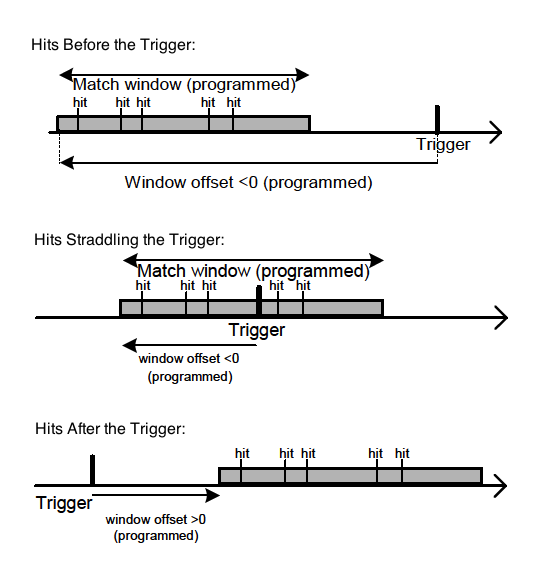 Hits Before the Trigger:
Match window (programmed)
hit hit hit hit hit
Trigger
Window offset <0 (programmed)
Hits Straddling the Trigger:
Match window (programmed)
hit hit hit hit hit
Trigger
window offset <0
(programmed)
Hits After the Trigger:
hit hit hit hit hit
Trigger
window offset >0
(programmed)